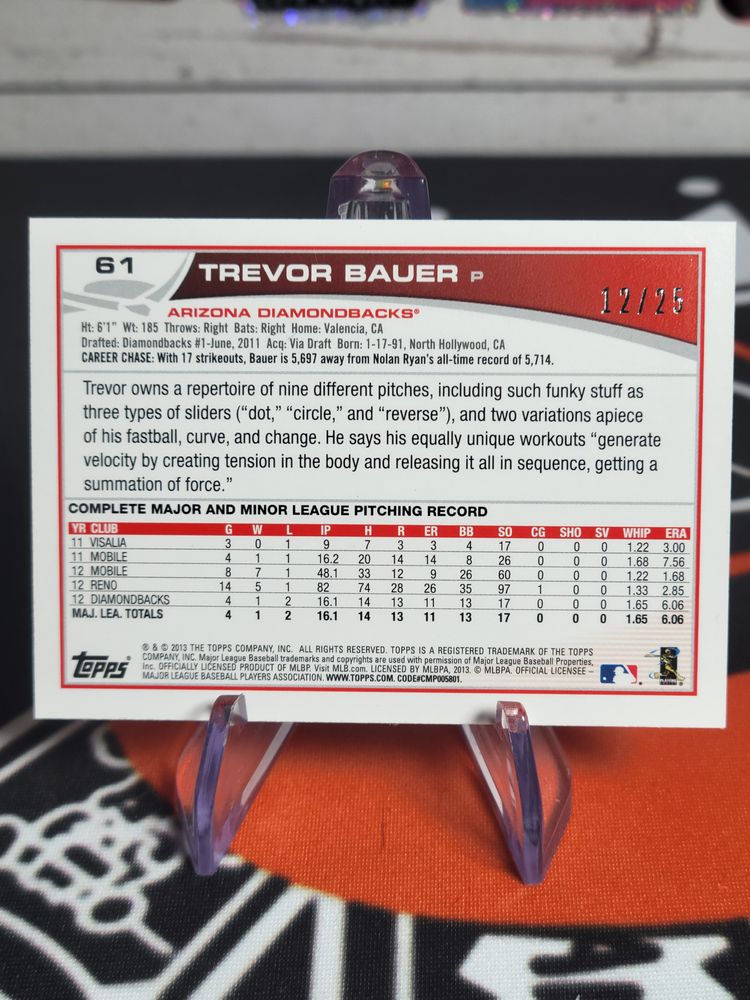 61 TREVOR BAUER P
12/25
ARIZONA DIAMONDBACKS®
Ht: 6'1" Wt: 185 Throws: Right Bats: Right Home: Valencia, CA
Drafted: Diamondbacks #1-June, 2011 Acq: Via Draft Born: 1-17-91, North Hollywood, CA
CAREER CHASE: With 17 strikeouts, Bauer is 5,697 away from Nolan Ryan's all-time record of 5,714.
Trevor owns a repertoire of nine different pitches, including such funky stuff as
three types of sliders ("dot," "circle," and "reverse"), and two variations apiece
of his fastball, curve, and change. He says his equally unique workouts "generate
velocity by creating tension in the body and releasing it all in sequence, getting a
summation of force."
COMPLETE MAJOR AND MINOR LEAGUE PITCHING RECORD
YR CLUB G W L IP H R ER BB SO CG SHO SV WHIP ERA
11 VISALIA 3 0 1 9 7 3 3 4 17 0 0 0 1.22 3.00
11 MOBILE 4 1 1 16.2 20 14 14 8 26 0 0 0 1.68 7.56
12 MOBILE 8 7 1 48.1 33 12 9 26 60 0 0 0 1.22 1.68
12 RENO 14 5 1 82 74 28 26 35 97 1 0 0 1.33 2.85
12 DIAMONDBACKS 4 1 2 16.1 14 13 11 13 17 0 0 0 1.65 6.06
MAJ. LEA. TOTALS 4 1 2 16.1 14 13 11 13 17 0 0 0 1.65 6.06
Topps®
® & © 2013 THE TOPPS COMPANY, INC. ALL RIGHTS RESERVED. TOPPS IS A REGISTERED TRADEMARK OF THE TOPPS
COMPANY, INC. Major League Baseball trademarks and copyrights are used with permission of Major League Baseball Properties,
Inc. OFFICIALLY LICENSED PRODUCT OF MLBP. Visit MLB.com. LICENSED BY MLBPA, 2013. © MLBPA. OFFICIAL LICENSEE –
MAJOR LEAGUE BASEBALL PLAYERS ASSOCIATION. WWW.TOPPS.COM. CODE#CMP005801.